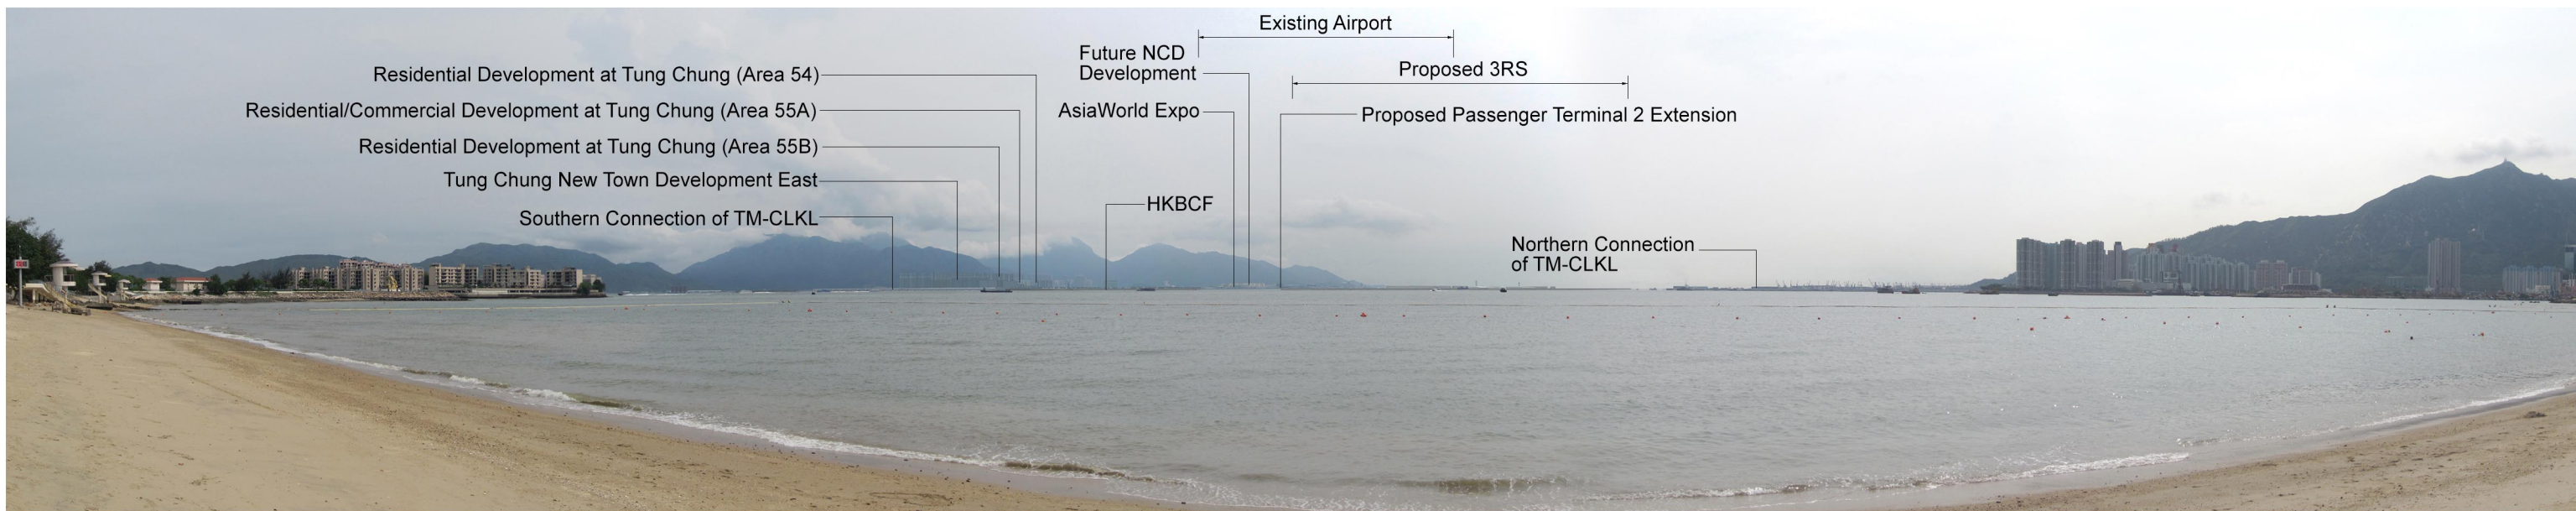 Existing Airport
Future NCD
Development
Residential Development at Tung Chung (Area 54)
Proposed 3RS
Residential/Commercial Development at Tung Chung (Area 55A)
AsiaWorld Expo
Proposed Passenger Terminal 2 Extension
Residential Development at Tung Chung (Area 55B)
Tung Chung New Town Development East
HKBCF
Southern Connection of TM-CLKL
Northern Connection
of TM-CLKL